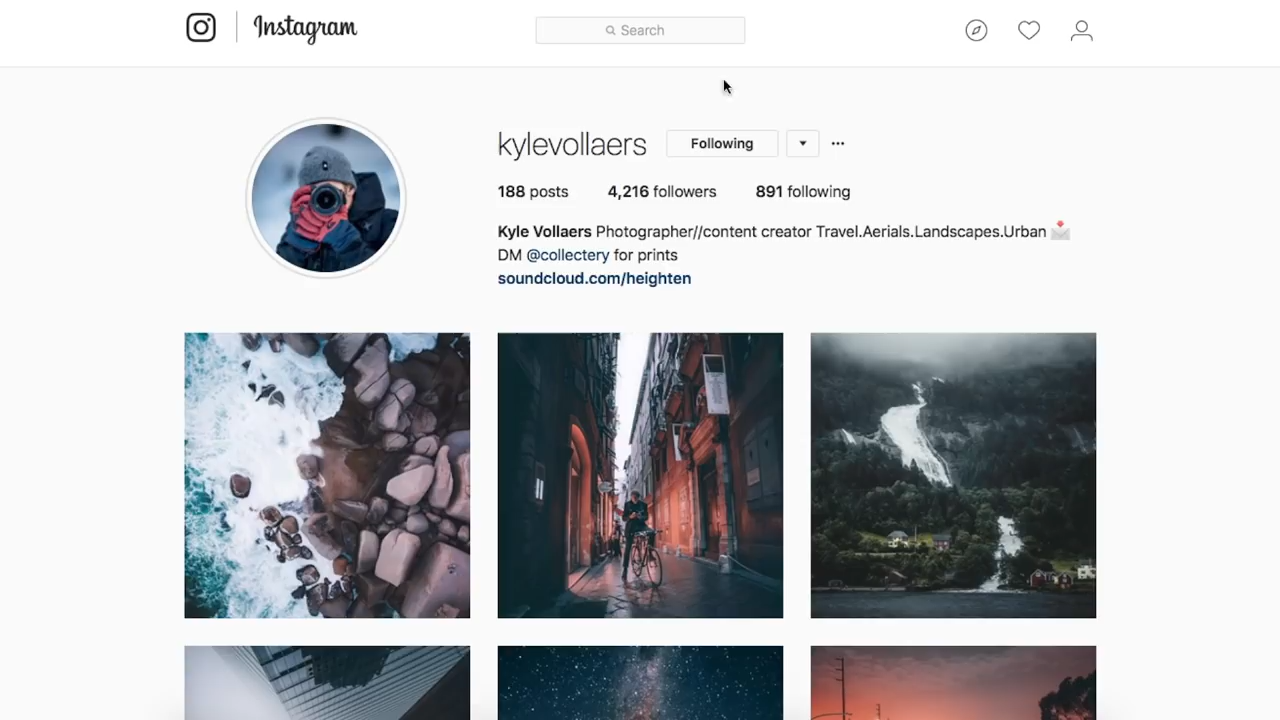 Instagram
Search
kylevollaers
Following
188 posts 4,216 followers 891 following
Kyle Vollaers Photographer//content creator Travel.Aerials.Landscapes.Urban 📩
DM @collectery for prints
soundcloud.com/heighten